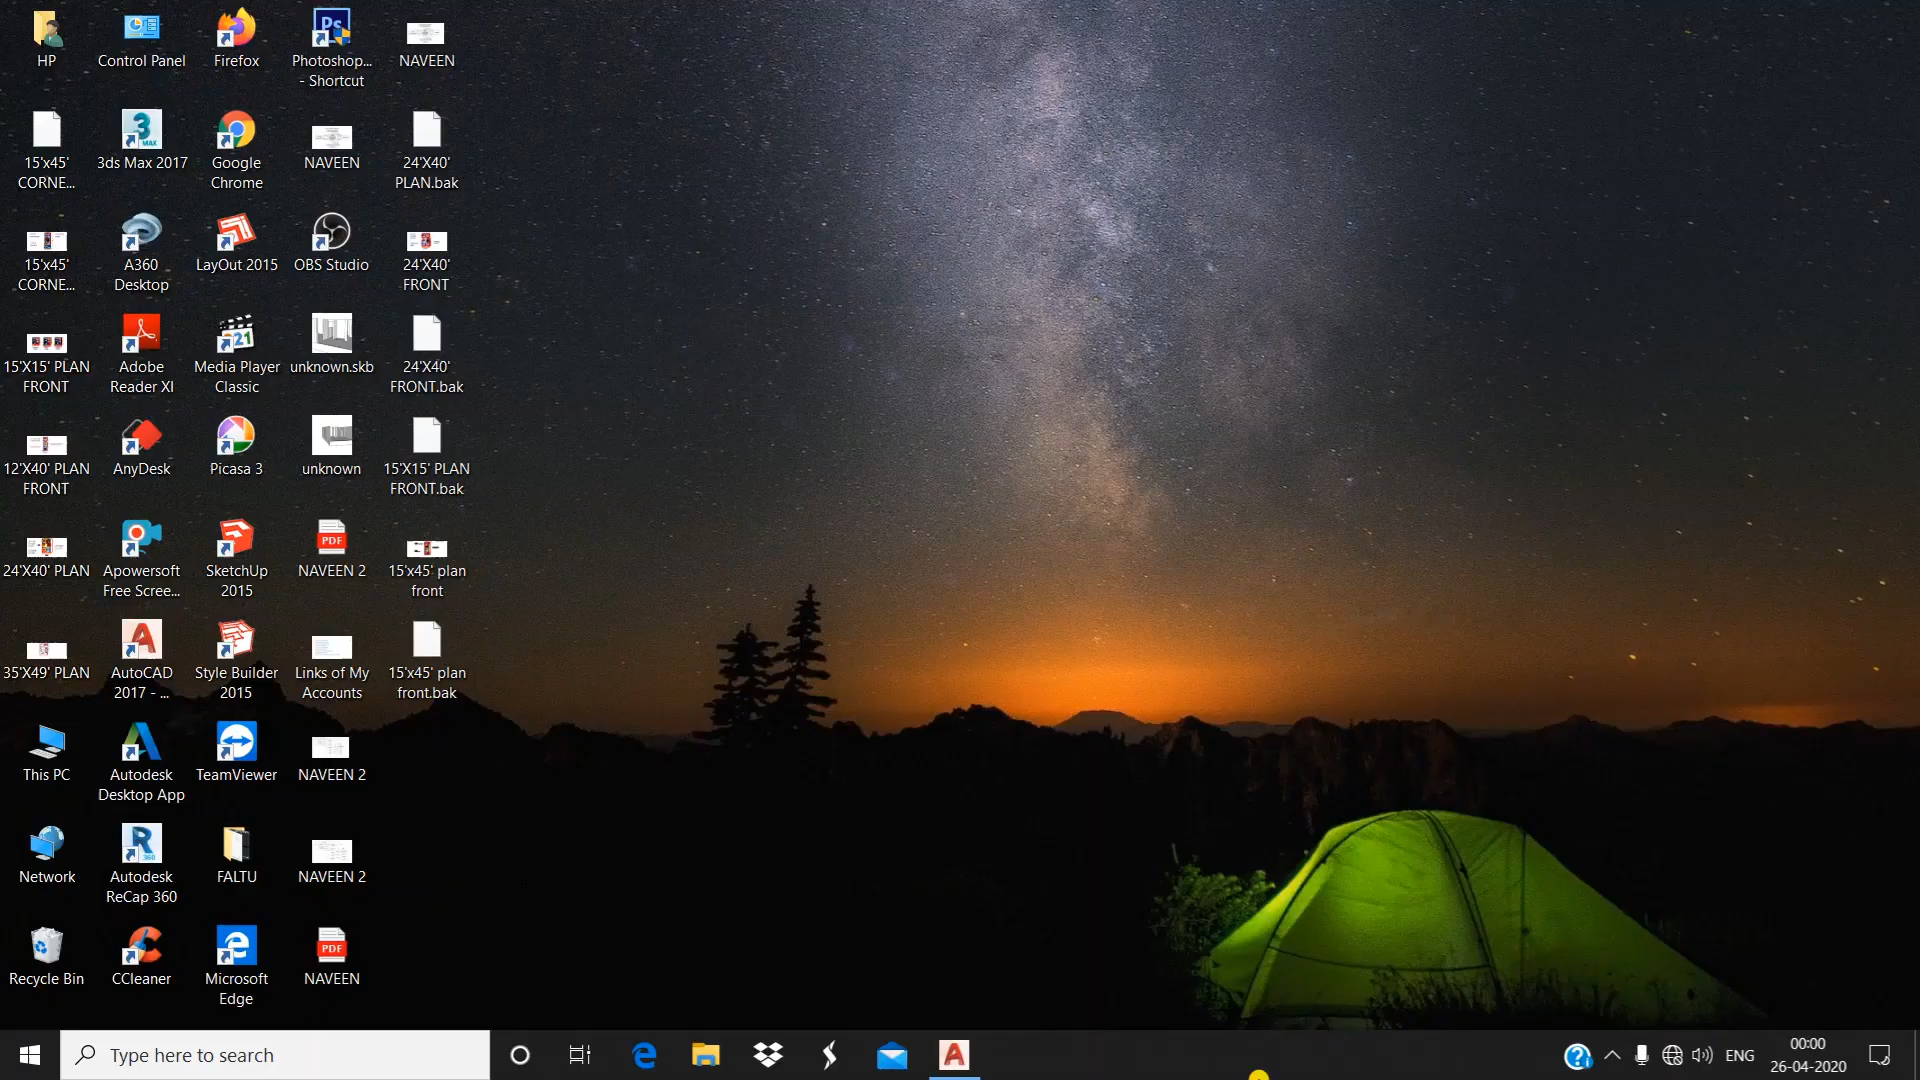 HP
Control Panel
Firefox
Photoshop...
- Shortcut
NAVEEN
15'x45'
CORNE...
3ds Max 2017
Google
Chrome
NAVEEN
24'X40'
PLAN.bak
15'x45'
CORNE...
A360
Desktop
LayOut 2015
OBS Studio
24'X40'
FRONT
15'X15' PLAN
FRONT
Adobe
Reader XI
Media Player
Classic
unknown.skb
24'X40'
FRONT.bak
12'X40' PLAN
FRONT
AnyDesk
Picasa 3
unknown
15'X15' PLAN
FRONT.bak
24'X40' PLAN
Apowersoft
Free Scree...
SketchUp
2015
NAVEEN 2
15'x45' plan
front
35'X49' PLAN
AutoCAD
2017 - ...
Style Builder
2015
Links of My
Accounts
15'x45' plan
front.bak
This PC
Autodesk
Desktop App
TeamViewer
NAVEEN 2
Network
Autodesk
ReCap 360
FALTU
NAVEEN 2
Recycle Bin
CCleaner
Microsoft
Edge
NAVEEN
Type here to search
ENG
00:00
26-04-2020